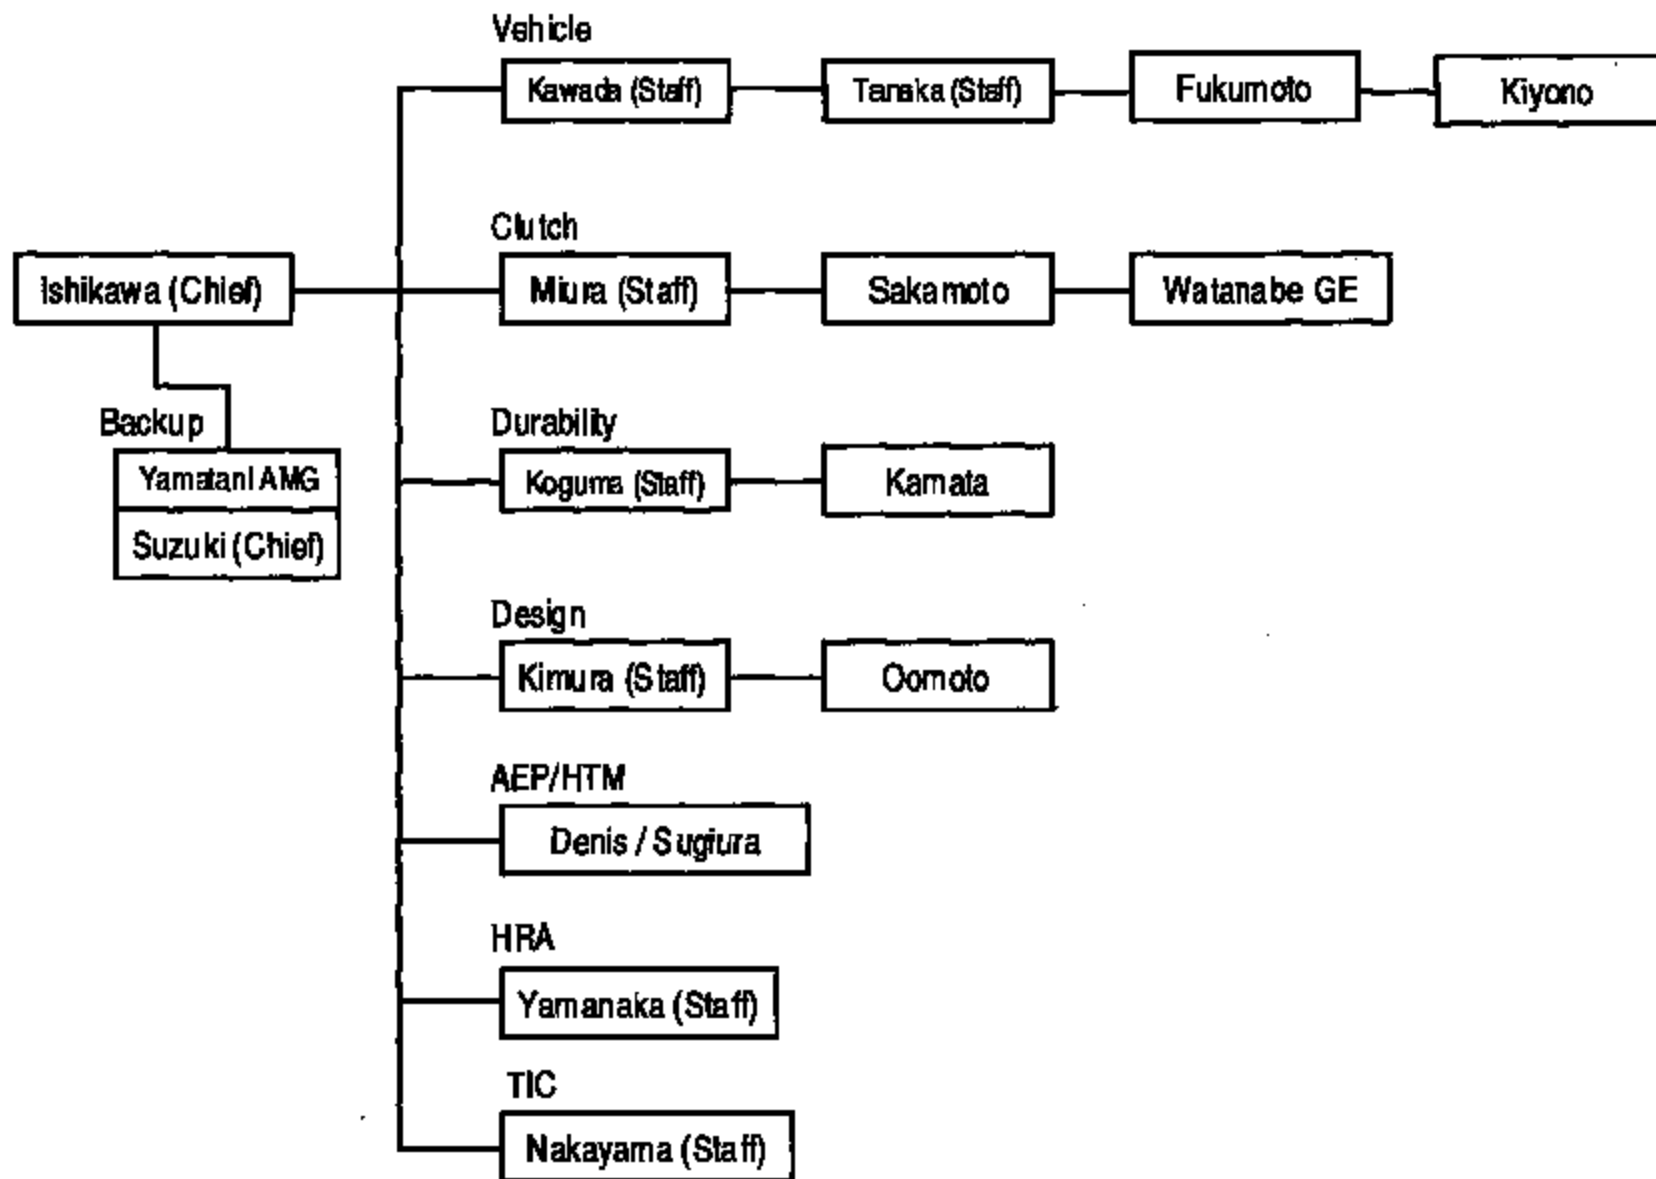 Vehicle
Kawada (Staff)
Tanaka (Staff)
Fukumoto
Kiyono
Clutch
Ishikawa (Chief)
Miura (Staff)
Sakamoto
Watanabe GE
Backup
Yamatani AMG
Suzuki (Chief)
Durability
Koguma (Staff)
Kamata
Design
Kimura (Staff)
Oomoto
AEP/HTM
Denis / Sugiura
HRA
Yamanaka (Staff)
TIC
Nakayama (Staff)